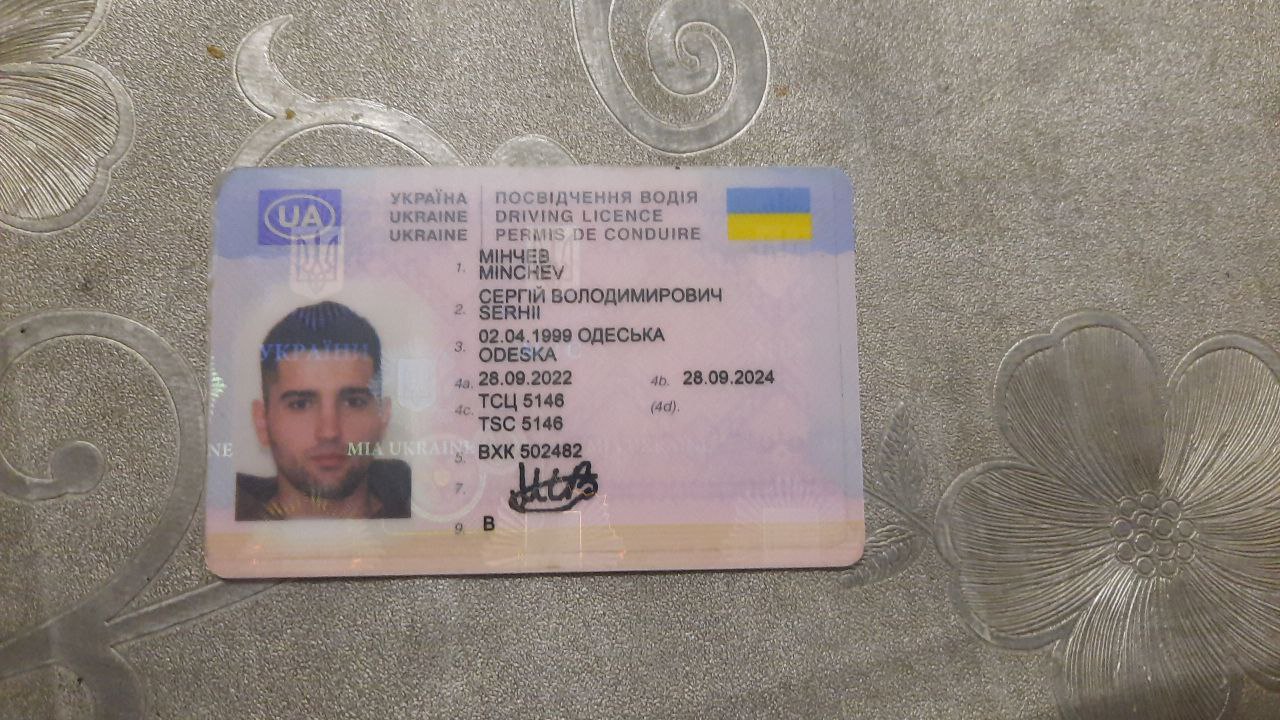 UA
УКРАЇНА ПОСВІДЧЕННЯ ВОДІЯ
UKRAINE DRIVING LICENCE
UKRAINE PERMIS DE CONDUIRE
1. МІНЧЕВ
MINCHEV
2. СЕРГІЙ ВОЛОДИМИРОВИЧ
SERHII
3. 02.04.1999 ОДЕСЬКА
ODESKA
4a. 28.09.2022 4b. 28.09.2024
4c. ТСЦ 5146 (4d).
TSC 5146
5. ВХК 502482
7.
9. B
УКРАЇНИ
NE MIA UKRAINE